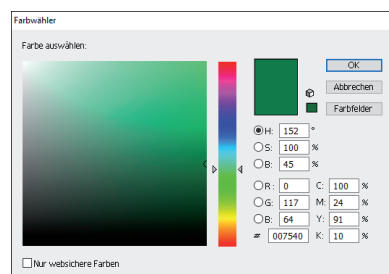 Farbwähler
Farbe auswählen:
OK
Abbrechen
Farbfelder
H: 152 °
S: 100 %
B: 45 %
R: 0 C: 100 %
G: 117 M: 24 %
B: 64 Y: 91 %
# 007540 K: 10 %
Nur websichere Farben